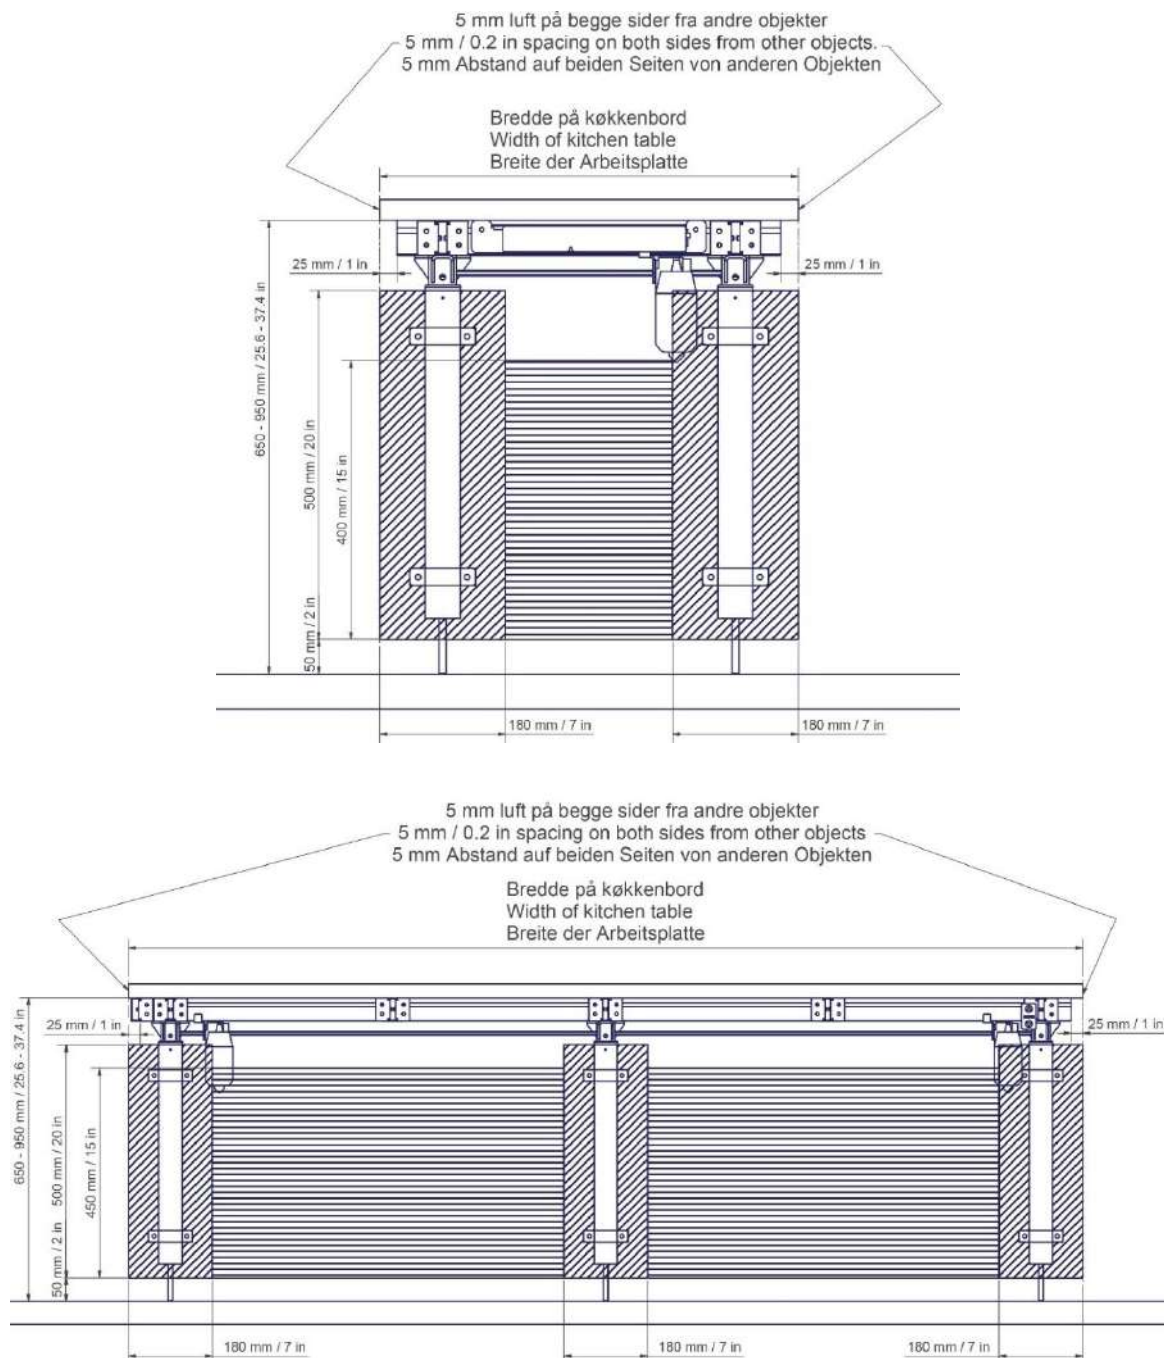 5 mm luft på begge sider fra andre objekter
5 mm / 0.2 in spacing on both sides from other objects.
5 mm Abstand auf beiden Seiten von anderen Objekten
Bredde på køkkenbord
Width of kitchen table
Breite der Arbeitsplatte
25 mm / 1 in
25 mm / 1 in
650 - 950 mm / 25.6 - 37.4 in
500 mm / 20 in
400 mm / 15 in
50 mm / 2 in
180 mm / 7 in
180 mm / 7 in
5 mm luft på begge sider fra andre objekter
5 mm / 0.2 in spacing on both sides from other objects
5 mm Abstand auf beiden Seiten von anderen Objekten
Bredde på køkkenbord
Width of kitchen table
Breite der Arbeitsplatte
25 mm / 1 in
25 mm / 1 in
650 - 950 mm / 25.6 - 37.4 in
500 mm / 20 in
450 mm / 15 in
50 mm / 2 in
180 mm / 7 in
180 mm / 7 in
180 mm / 7 in